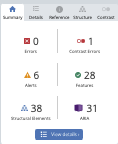 Summary Details Reference Structure Contrast
0 1
Errors Contrast Errors
6 28
Alerts Features
38 31
Structural Elements ARIA
View details ›